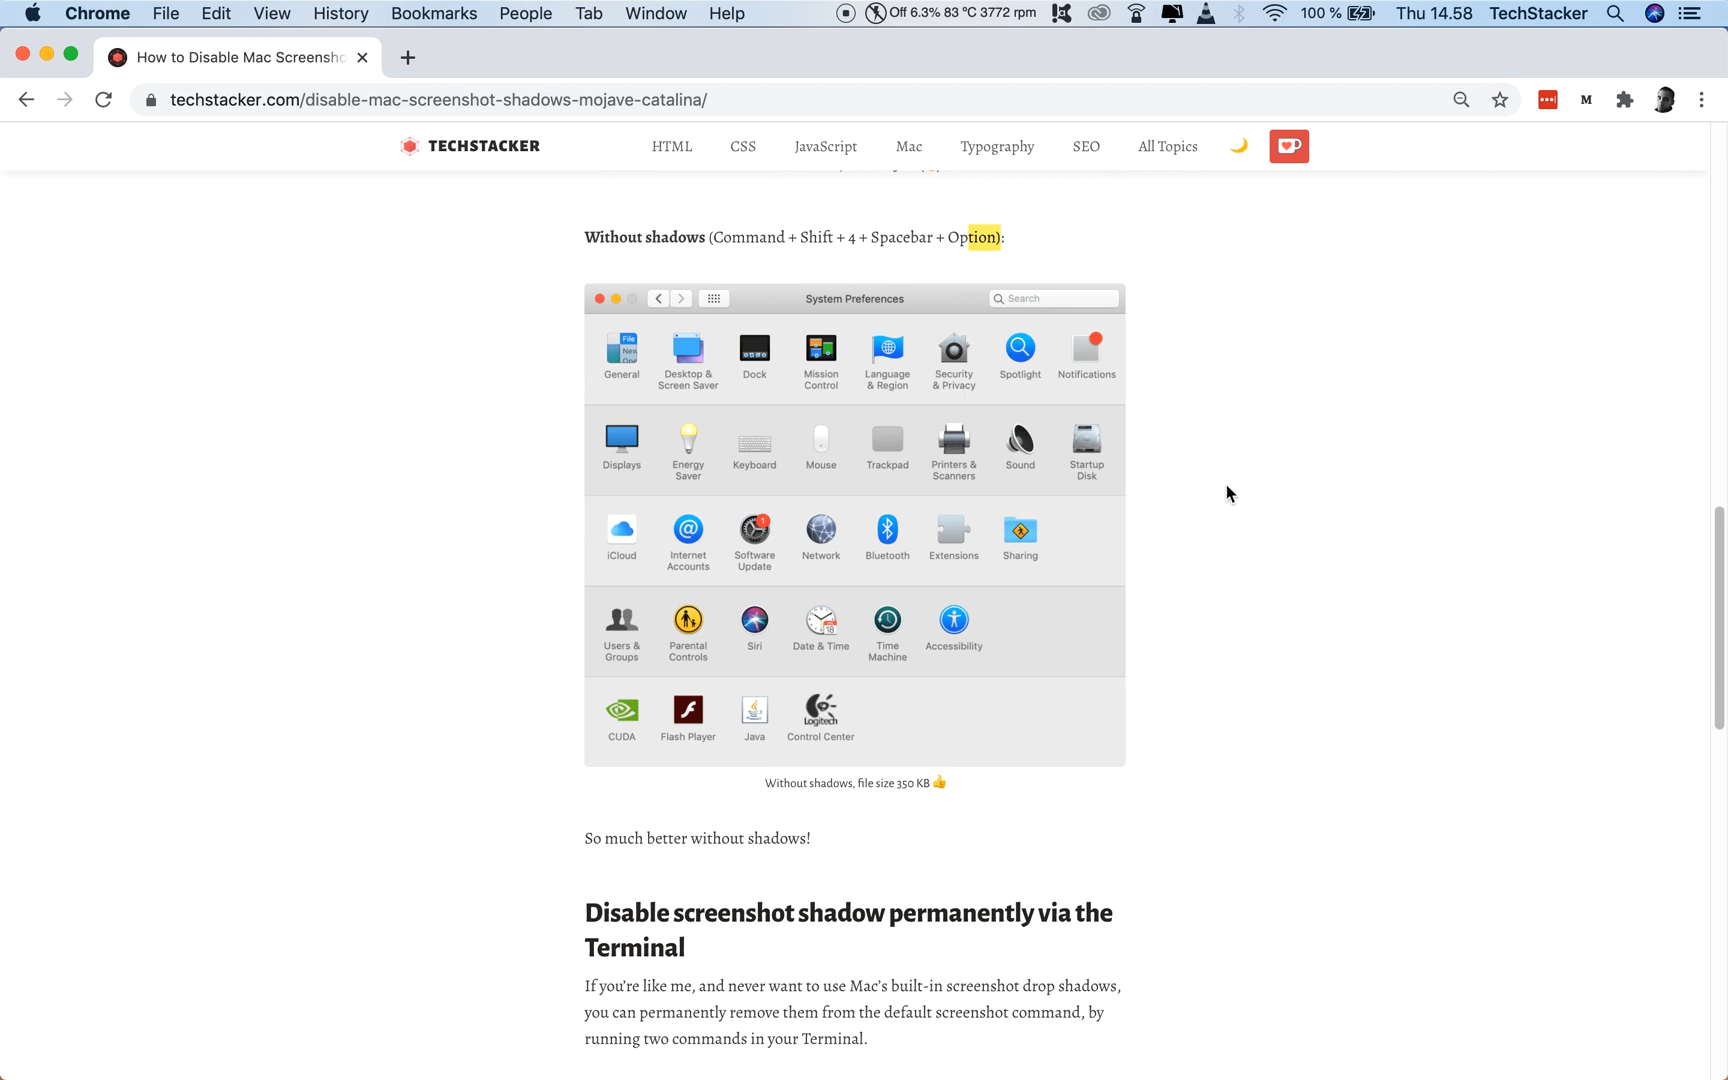 Chrome File Edit View History Bookmarks People Tab Window Help Off 6.3% 83 °C 3772 rpm 100 % Thu 14.58 TechStacker
How to Disable Mac Screensho
techstacker.com/disable-mac-screenshot-shadows-mojave-catalina/
M
TECHSTACKER HTML CSS JavaScript Mac Typography SEO All Topics
Without shadows (Command + Shift + 4 + Spacebar + Option):
System Preferences Search
File
New
General Desktop & Screen Saver Dock Mission Control Language & Region Security & Privacy Spotlight Notifications
Displays Energy Saver Keyboard Mouse Trackpad Printers & Scanners Sound Startup Disk
1
iCloud Internet Accounts Software Update Network Bluetooth Extensions Sharing
18
Users & Groups Parental Controls Siri Date & Time Time Machine Accessibility
Logitech
CUDA Flash Player Java Control Center
Without shadows, file size 350 KB 👍
So much better without shadows!
Disable screenshot shadow permanently via the
Terminal
If you're like me, and never want to use Mac's built-in screenshot drop shadows,
you can permanently remove them from the default screenshot command, by
running two commands in your Terminal.